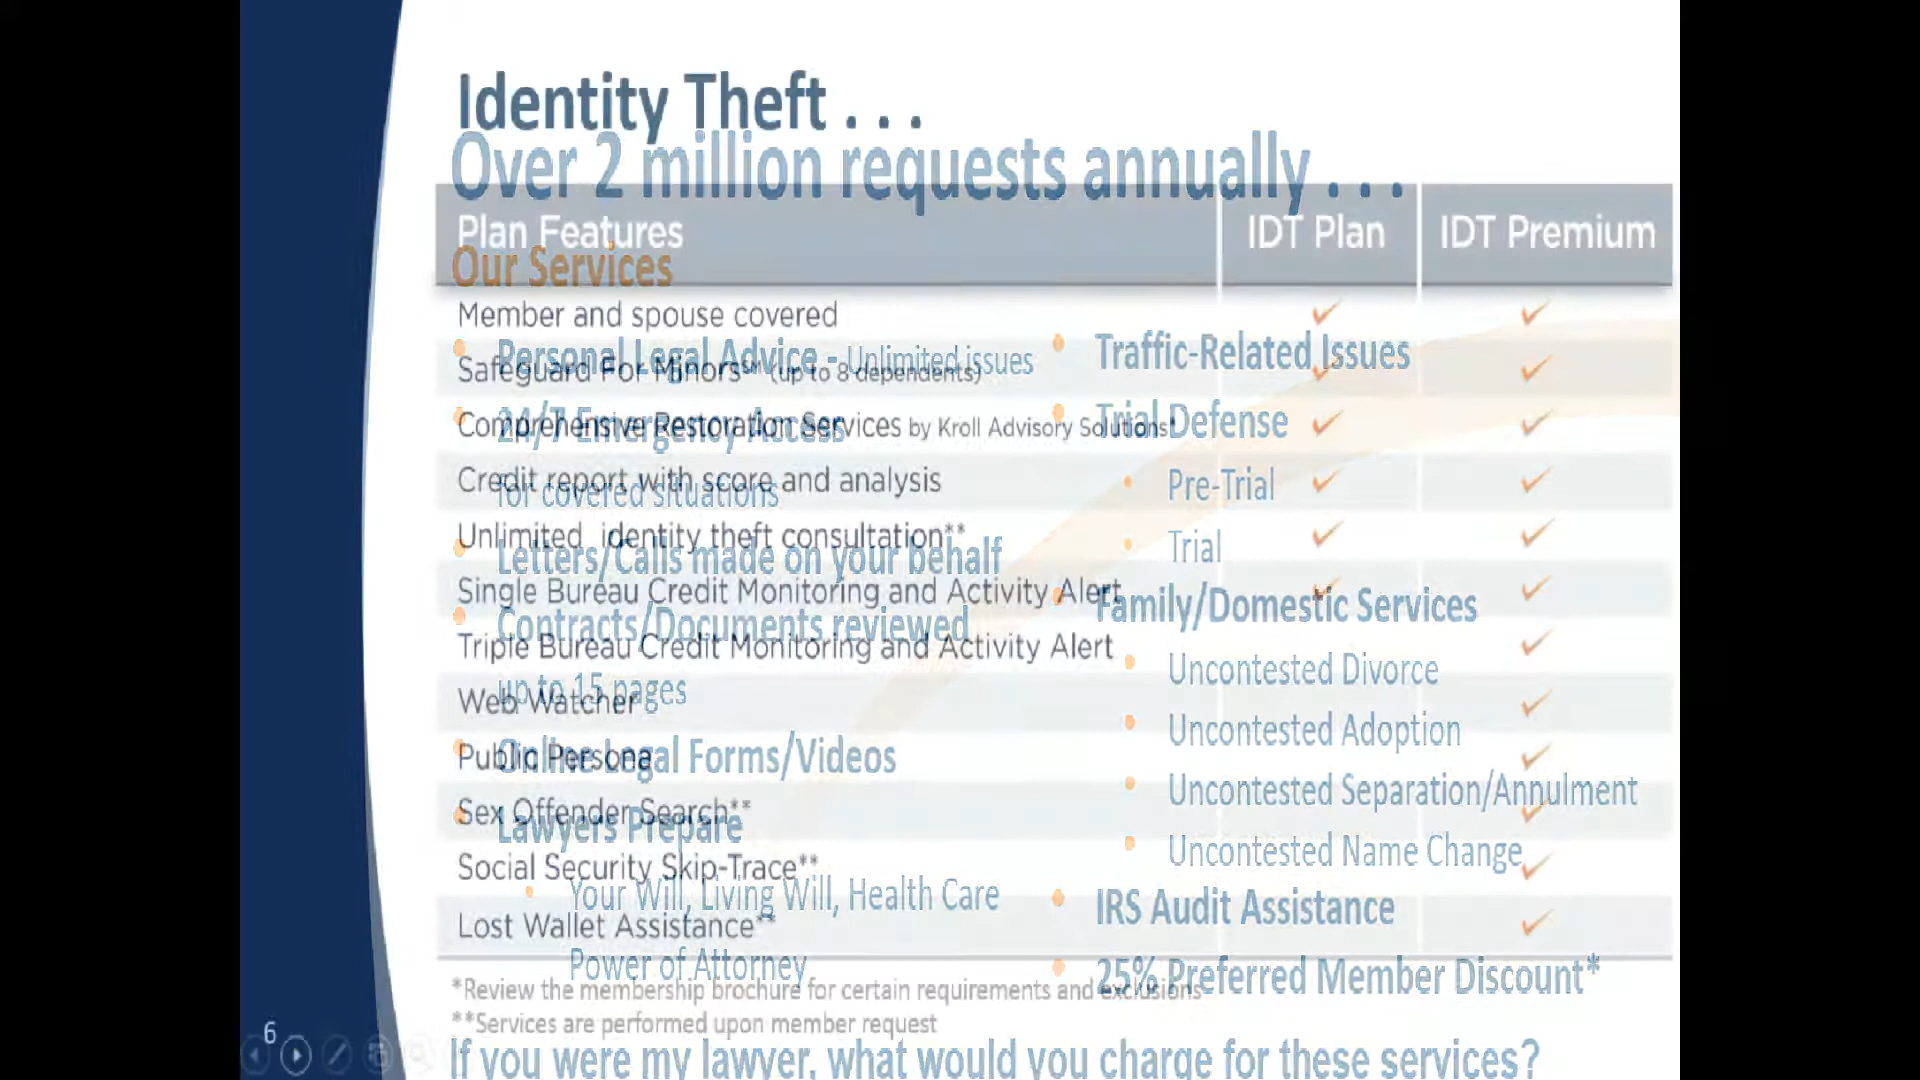 Identity Theft . . .
Over 2 million requests annually . . .
Plan Features IDT Plan IDT Premium
Our Services
Member and spouse covered
Safeguard For Minors℠ (up to 8 dependents)
Comprehensive Restoration Services by Kroll Advisory Solutions*
Credit report with score and analysis
Unlimited identity theft consultation**
Single Bureau Credit Monitoring and Activity Alert
Triple Bureau Credit Monitoring and Activity Alert
Web Watcher
Public Persona
Sex Offender Search**
Social Security Skip-Trace**
Lost Wallet Assistance**
*Review the membership brochure for certain requirements and exclusions
**Services are performed upon member request
Personal Legal Advice - Unlimited issues
24/7 Emergency Access
for covered situations
Letters/Calls made on your behalf
Contracts/Documents reviewed
up to 15 pages
Online Legal Forms/Videos
Lawyers Prepare
Your Will, Living Will, Health Care
Power of Attorney
Traffic-Related Issues
Trial Defense
Pre-Trial
Trial
Family/Domestic Services
Uncontested Divorce
Uncontested Adoption
Uncontested Separation/Annulment
Uncontested Name Change
IRS Audit Assistance
25% Preferred Member Discount*
If you were my lawyer, what would you charge for these services?
6